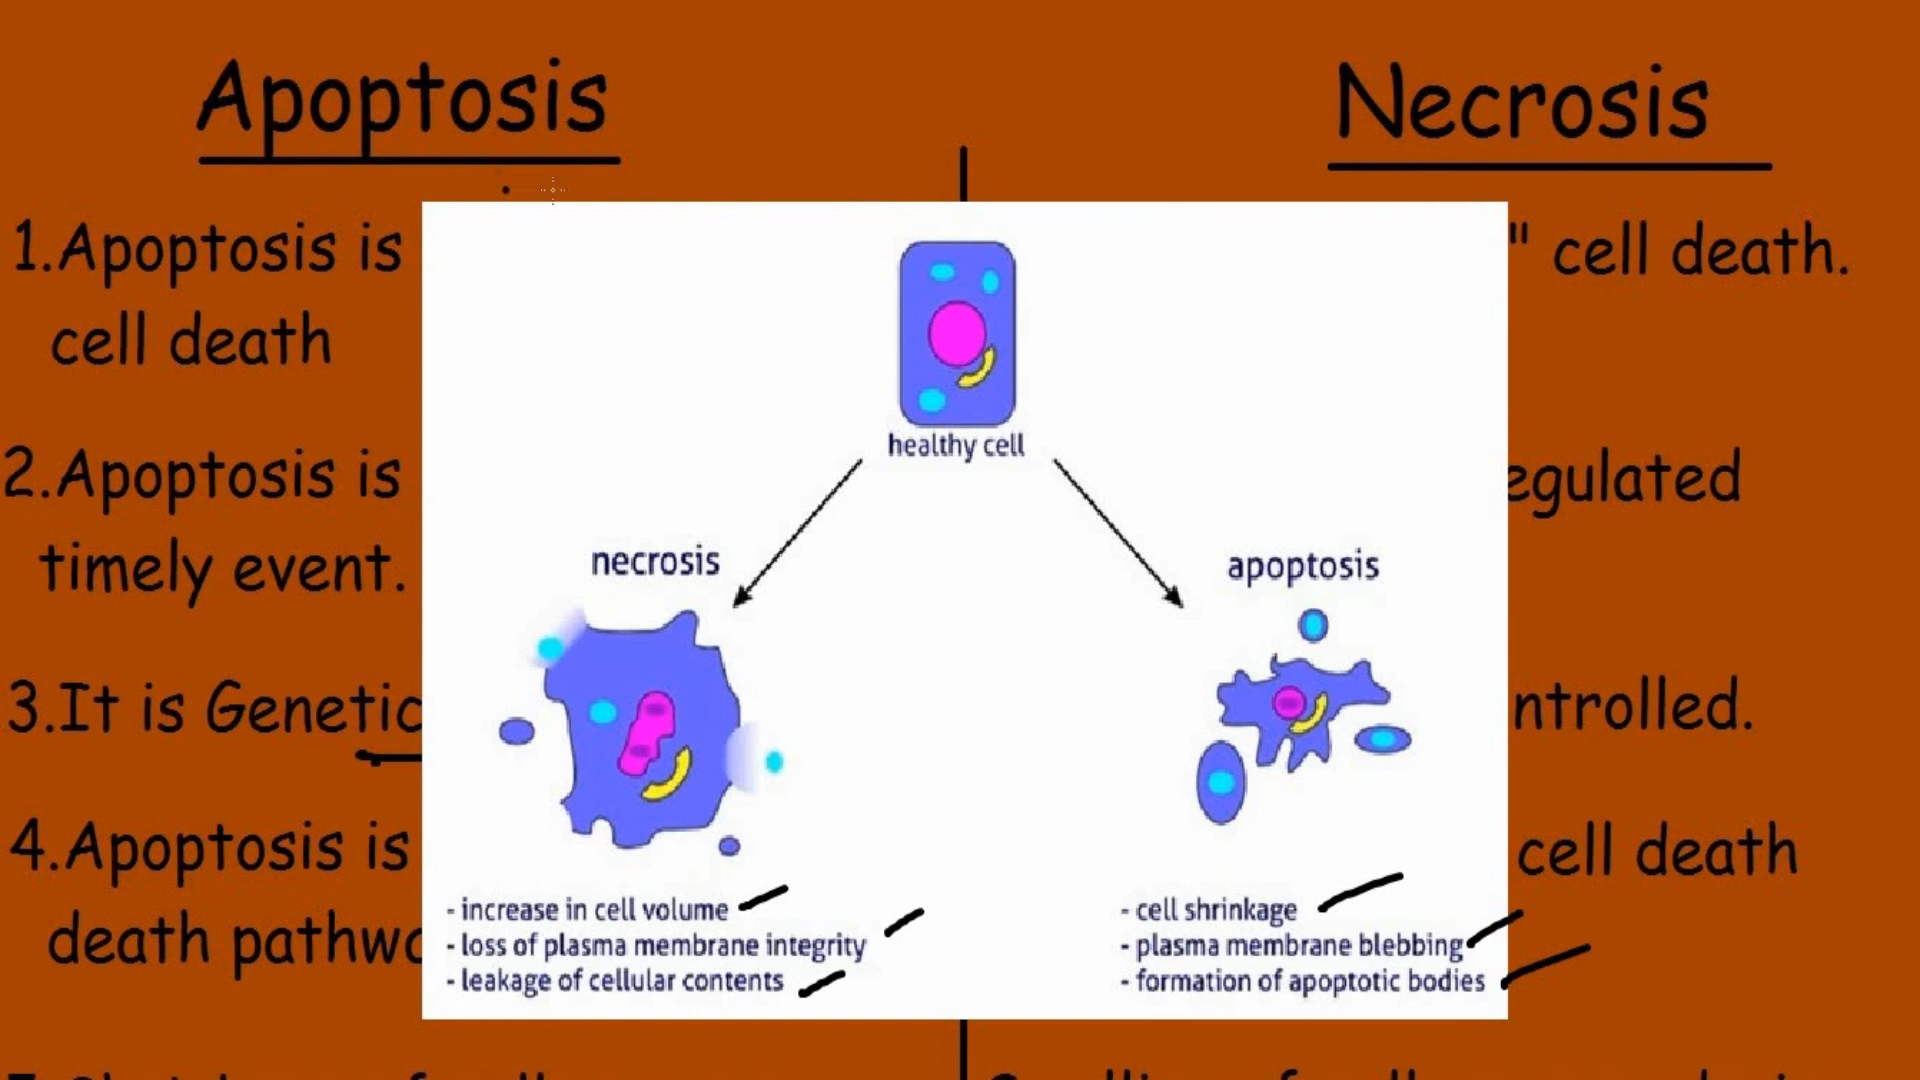 Apoptosis
Necrosis
1.Apoptosis is
cell death
2.Apoptosis is
timely event.
3.It is Genetic
4.Apoptosis is
death
" cell death.
ntrolled.
cell death
healthy cell
necrosis
apoptosis
- increase in cell volume
- loss of plasma membrane integrity
- leakage of cellular contents
- cell shrinkage
- plasma membrane blebbing
- formation of apoptotic bodies